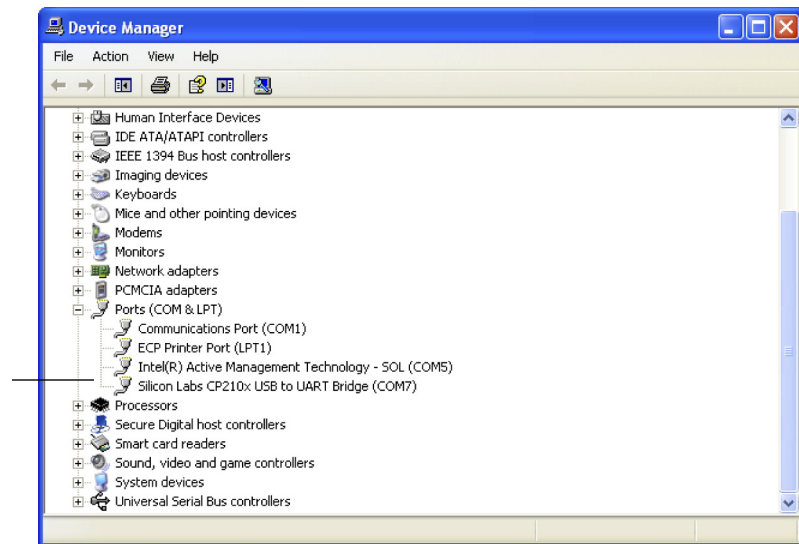 Device Manager
File Action View Help
Human Interface Devices
IDE ATA/ATAPI controllers
IEEE 1394 Bus host controllers
Imaging devices
Keyboards
Mice and other pointing devices
Modems
Monitors
Network adapters
PCMCIA adapters
Ports (COM & LPT)
Communications Port (COM1)
ECP Printer Port (LPT1)
Intel(R) Active Management Technology - SOL (COM5)
Silicon Labs CP210x USB to UART Bridge (COM7)
Processors
Secure Digital host controllers
Smart card readers
Sound, video and game controllers
System devices
Universal Serial Bus controllers